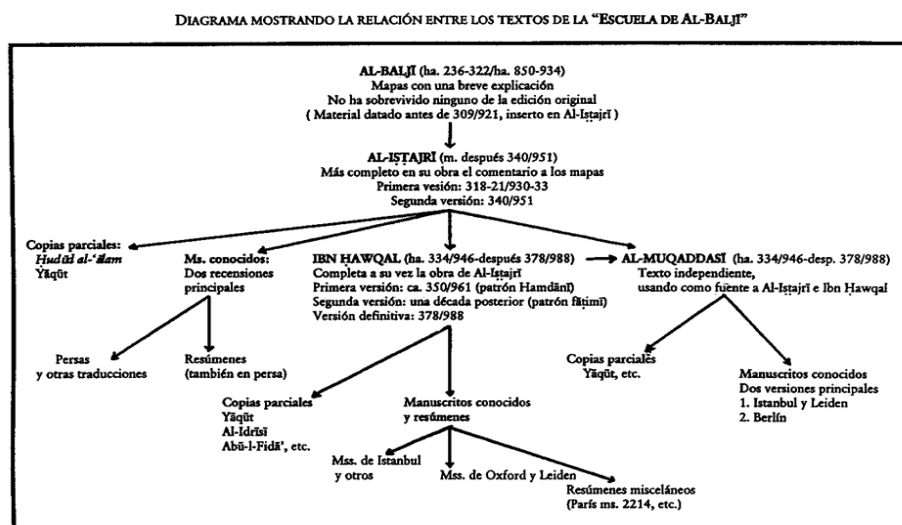 DIAGRAMA MOSTRANDO LA RELACIÓN ENTRE LOS TEXTOS DE LA “ESCUELA DE AL-BALJĪ”
AL-BALJĪ (ha. 236-322/ha. 850-934)
Mapas con una breve explicación
No ha sobrevivido ninguno de la edición original
( Material datado antes de 309/921, inserto en Al-Iṣṭajrī )
AL-IṢṬAJRĪ (m. después 340/951)
Más completo en su obra el comentario a los mapas
Primera vesión: 318-21/930-33
Segunda versión: 340/951
Copias parciales:
Ḥudūd al-‘ālam
Ŷāqūt
Ms. conocidos:
Dos recensiones
principales
IBN ḤAWQAL (ha. 334/946-después 378/988)
Completa a su vez la obra de Al-Iṣṭajrī
Primera versión: ca. 350/961 (patrón Hamdānī)
Segunda versión: una década posterior (patrón fāṭimī)
Versión definitiva: 378/988
AL-MUQADDASĪ (ha. 334/946-desp. 378/988)
Texto independiente,
usando como fuente a Al-Iṣṭajrī e Ibn Ḥawqal
Persas
y otras traducciones
Resúmenes
(también en persa)
Copias parciales
Yāqūt
Al-Idrīsī
Abū-l-Fidā’, etc.
Manuscritos conocidos
y resúmenes
Copias parciales
Yāqūt, etc.
Manuscritos conocidos
Dos versiones principales
1. Istanbul y Leiden
2. Berlín
Mss. de Istanbul
y otros
Mss. de Oxford y Leiden
Resúmenes misceláneos
(París ms. 2214, etc.)